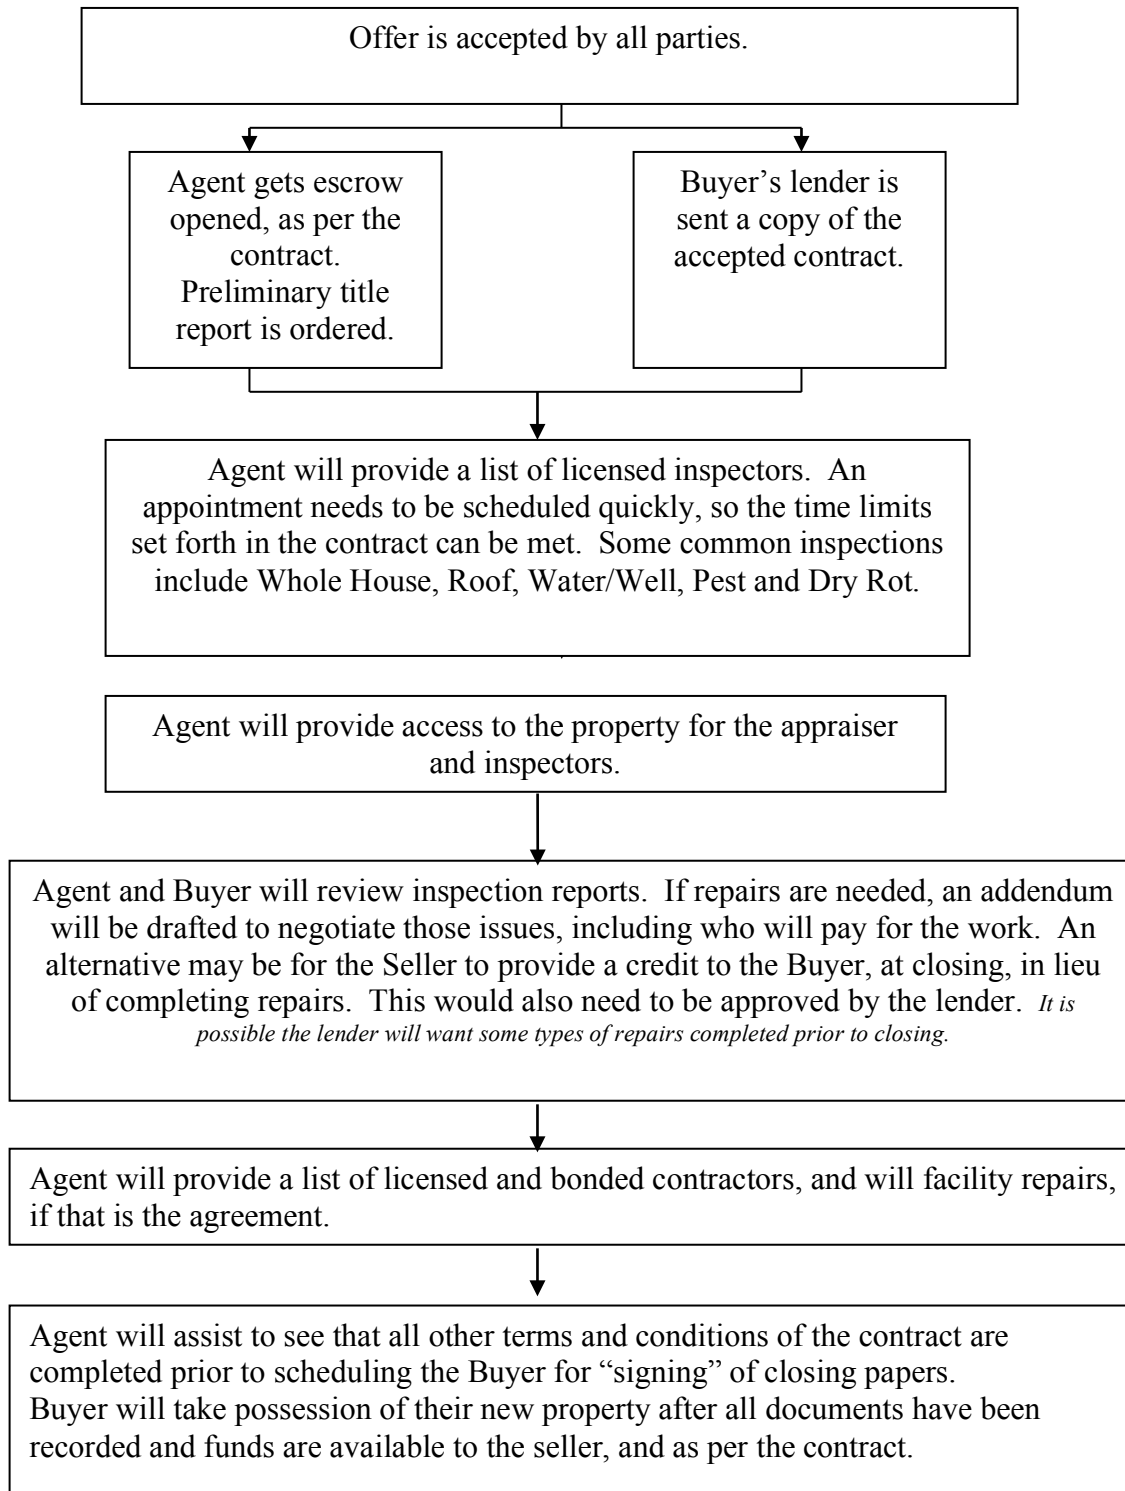 Offer is accepted by all parties.
Agent gets escrow
opened, as per the
contract.
Preliminary title
report is ordered.
Buyer’s lender is
sent a copy of the
accepted contract.
Agent will provide a list of licensed inspectors.  An
appointment needs to be scheduled quickly, so the time limits
set forth in the contract can be met.  Some common inspections
include Whole House, Roof, Water/Well, Pest and Dry Rot.
Agent will provide access to the property for the appraiser
and inspectors.
Agent and Buyer will review inspection reports.  If repairs are needed, an addendum
will be drafted to negotiate those issues, including who will pay for the work.  An
alternative may be for the Seller to provide a credit to the Buyer, at closing, in lieu
of completing repairs.  This would also need to be approved by the lender.  It is
possible the lender will want some types of repairs completed prior to closing.
Agent will provide a list of licensed and bonded contractors, and will facility repairs,
if that is the agreement.
Agent will assist to see that all other terms and conditions of the contract are
completed prior to scheduling the Buyer for “signing” of closing papers.
Buyer will take possession of their new property after all documents have been
recorded and funds are available to the seller, and as per the contract.